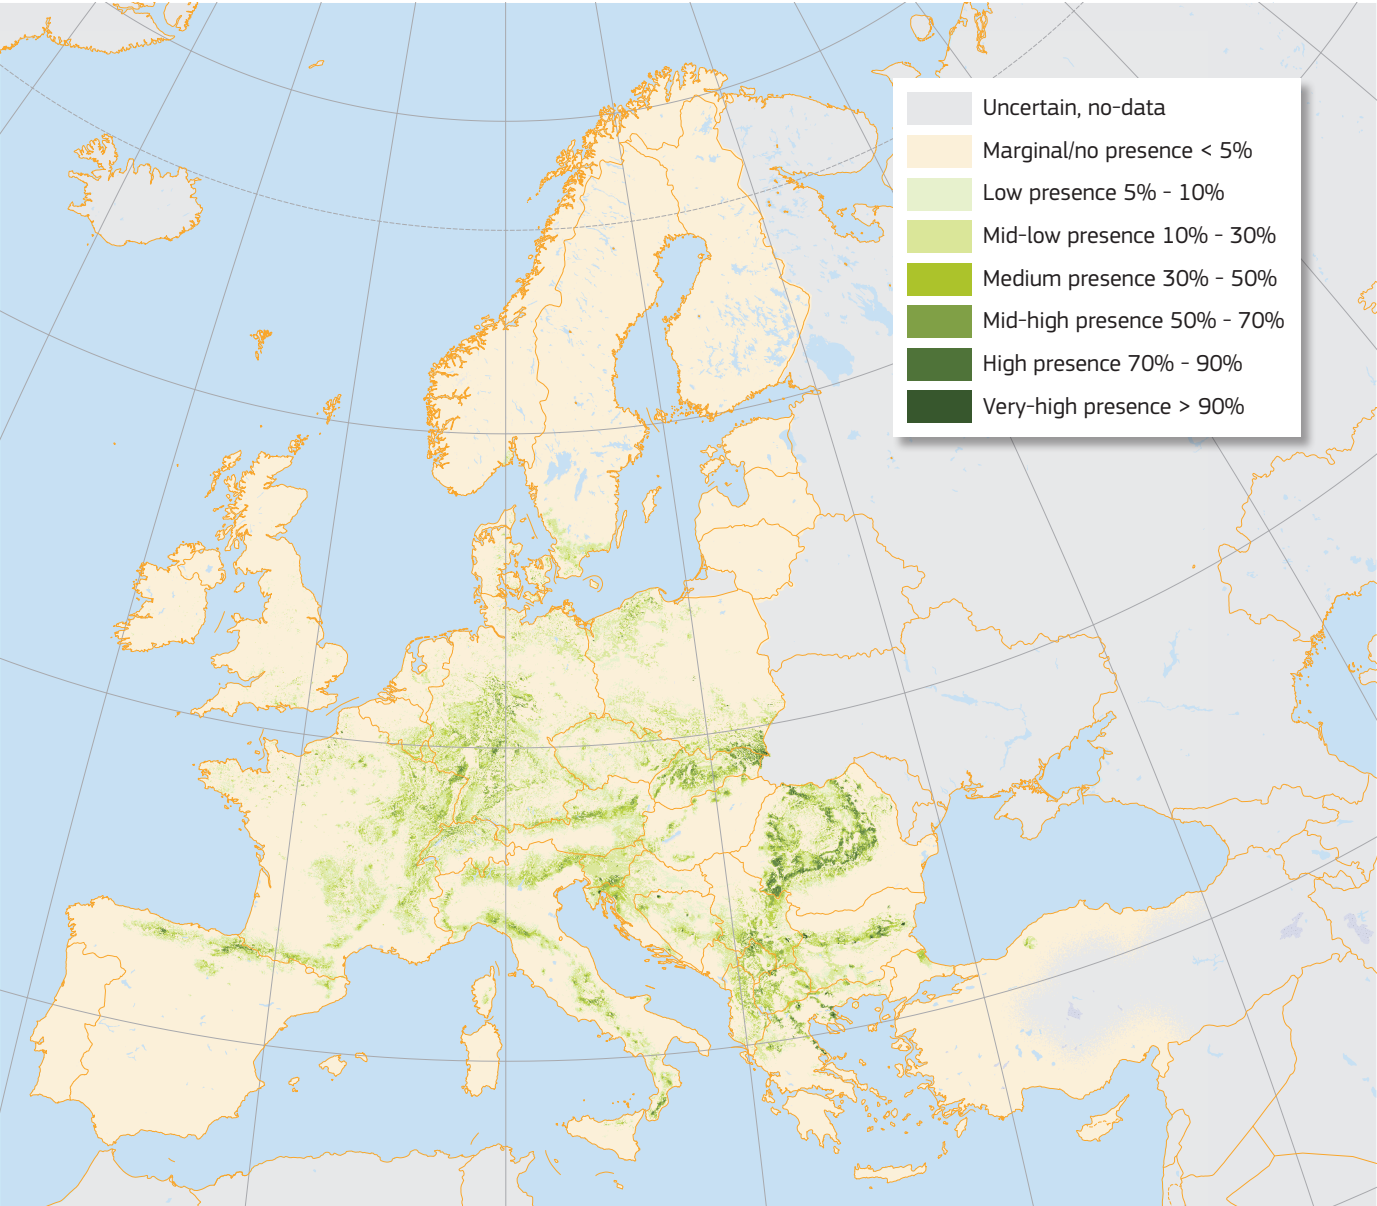 Uncertain, no-data
Marginal/no presence < 5%
Low presence 5% - 10%
Mid-low presence 10% - 30%
Medium presence 30% - 50%
Mid-high presence 50% - 70%
High presence 70% - 90%
Very-high presence > 90%